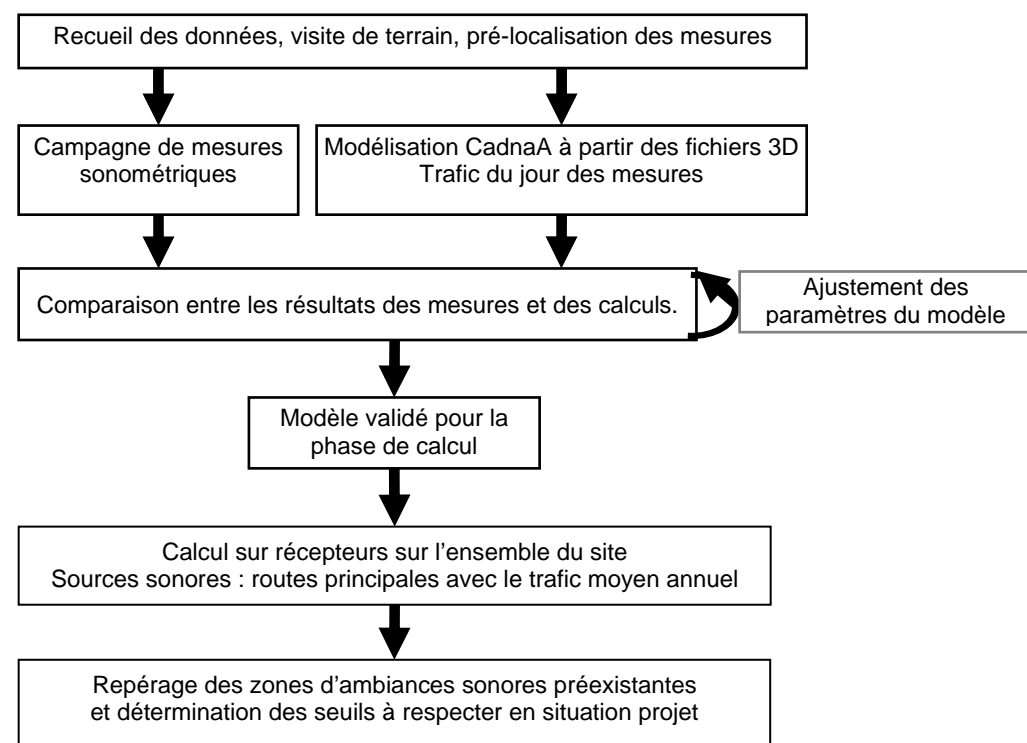 Recueil des données, visite de terrain, pré-localisation des mesures
Campagne de mesures
sonométriques
Modélisation CadnaA à partir des fichiers 3D
Trafic du jour des mesures
Comparaison entre les résultats des mesures et des calculs.
Ajustement des
paramètres du modèle
Modèle validé pour la
phase de calcul
Calcul sur récepteurs sur l’ensemble du site
Sources sonores : routes principales avec le trafic moyen annuel
Repérage des zones d’ambiances sonores préexistantes
et détermination des seuils à respecter en situation projet